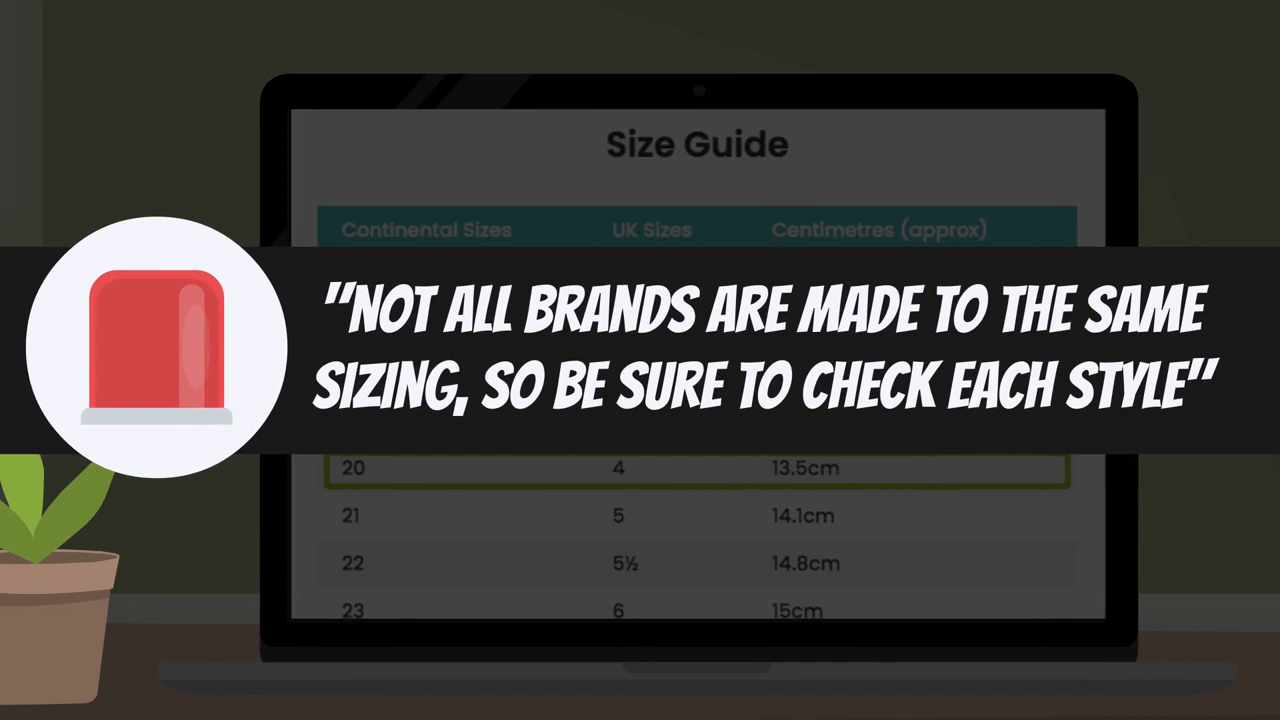 Size Guide
Continental Sizes UK Sizes Centimetres (approx)
"NOT ALL BRANDS ARE MADE TO THE SAME
SIZING, SO BE SURE TO CHECK EACH STYLE"
20 4 13.5cm
21 5 14.1cm
22 5½ 14.8cm
23 6 15cm